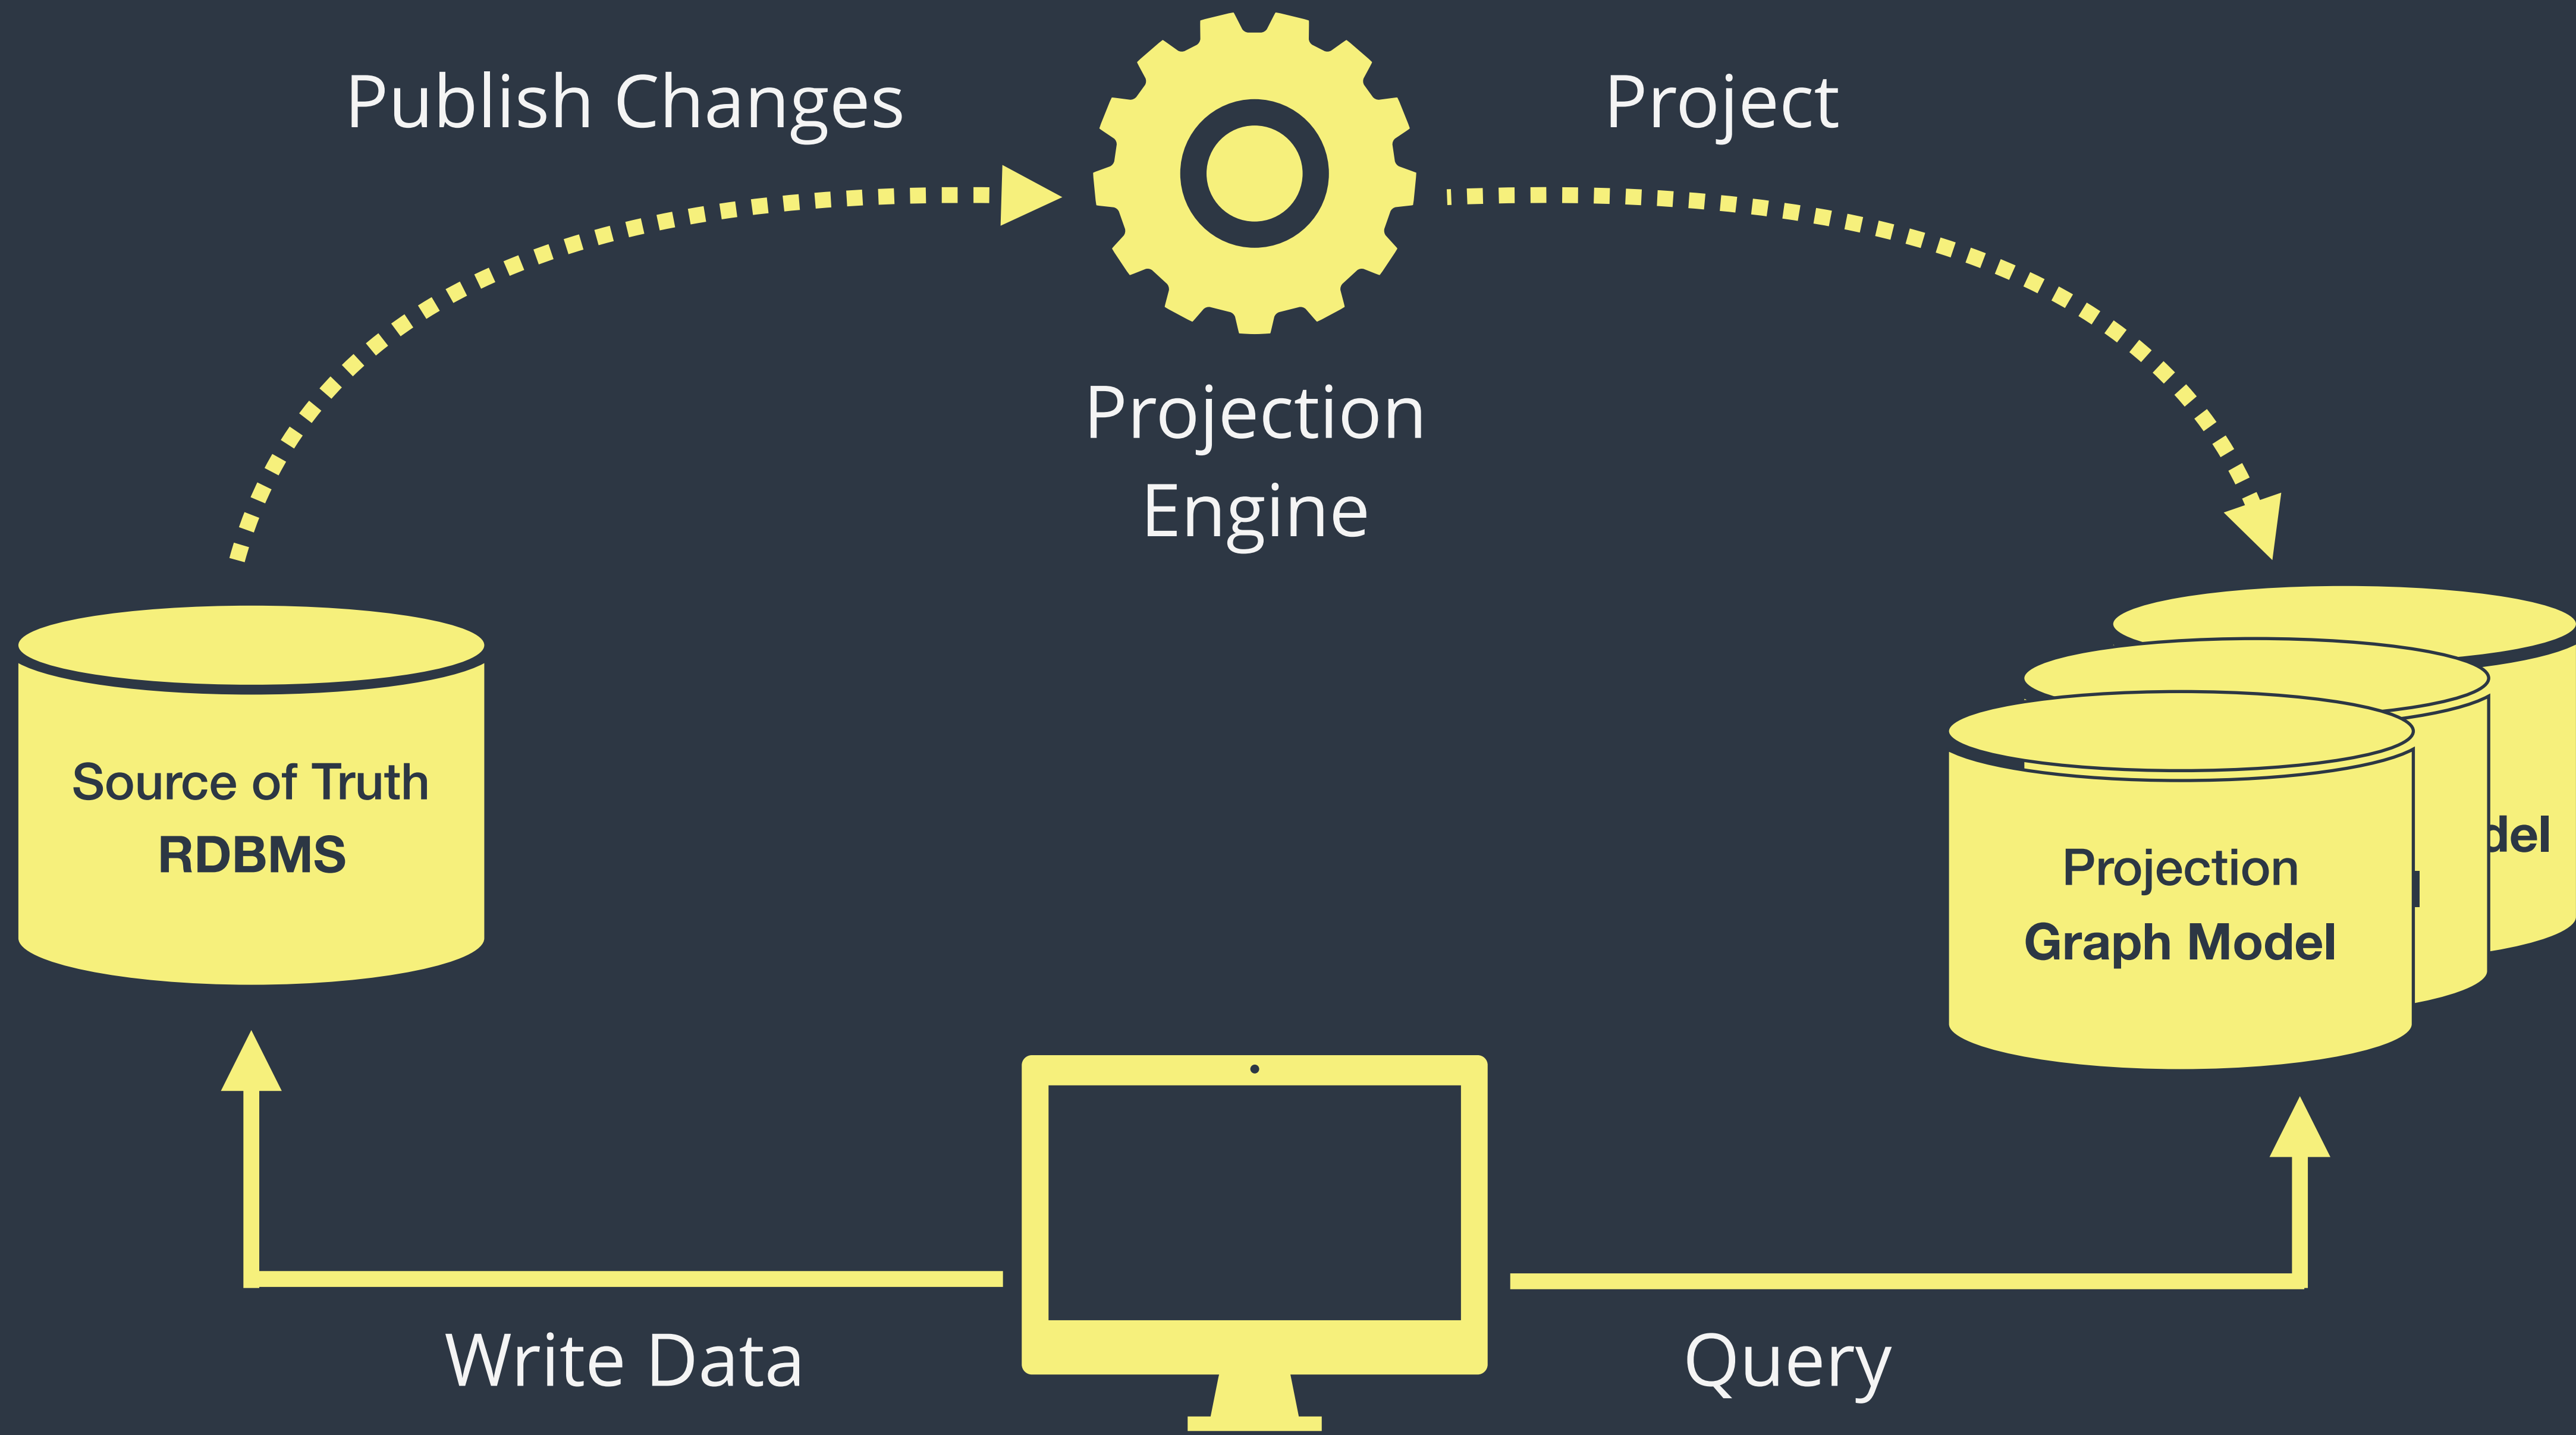 Publish Changes
Project
Projection
Engine
Source of Truth
RDBMS
Projection
Graph Model
Write Data
Query